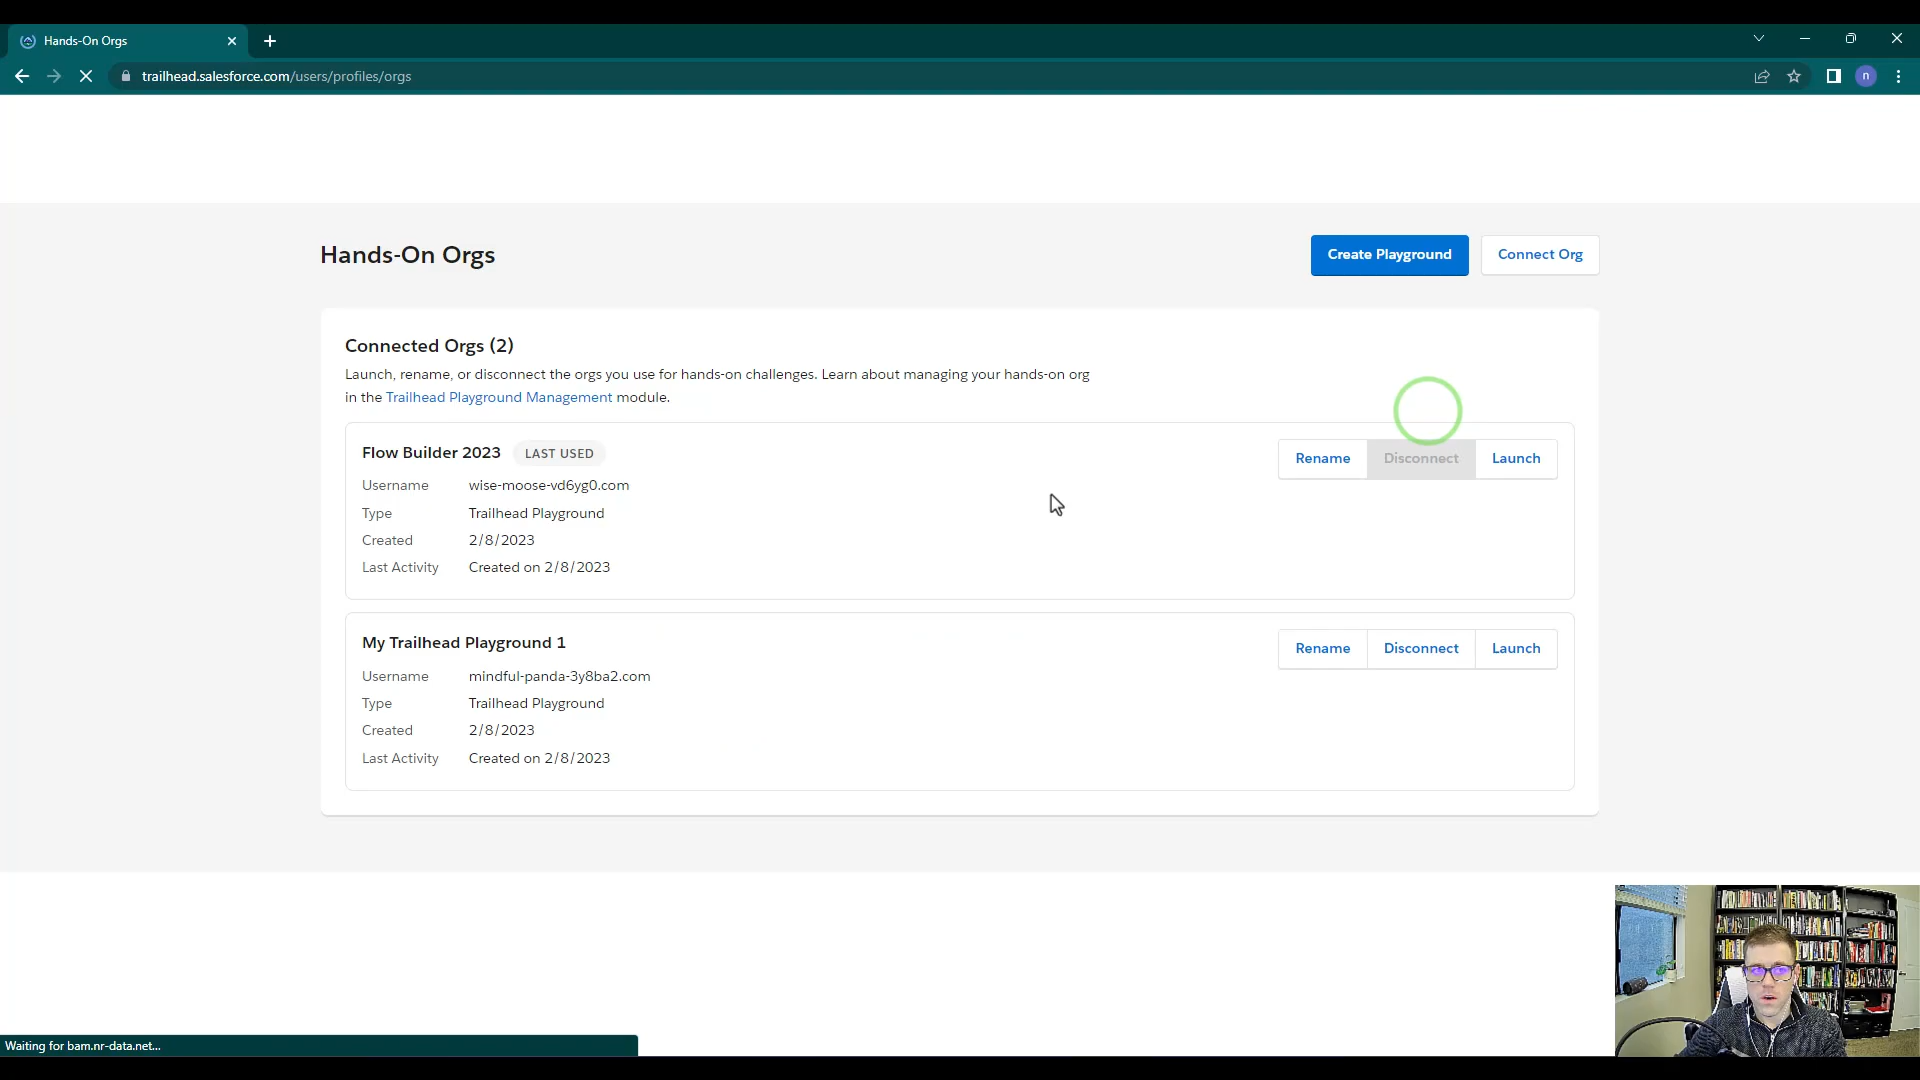 Hands-On Orgs
trailhead.salesforce.com/users/profiles/orgs
n
Hands-On Orgs
Create Playground
Connect Org
Connected Orgs (2)
Launch, rename, or disconnect the orgs you use for hands-on challenges. Learn about managing your hands-on org
in the Trailhead Playground Management module.
Flow Builder 2023 LAST USED
Rename Disconnect Launch
Username wise-moose-vd6yg0.com
Type Trailhead Playground
Created 2/8/2023
Last Activity Created on 2/8/2023
My Trailhead Playground 1
Rename Disconnect Launch
Username mindful-panda-3y8ba2.com
Type Trailhead Playground
Created 2/8/2023
Last Activity Created on 2/8/2023
Waiting for bam.nr-data.net...